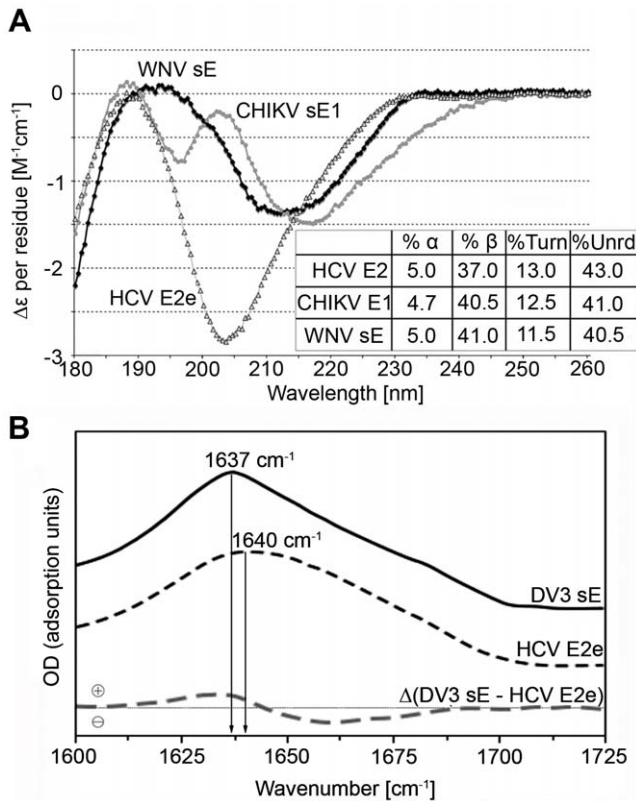 A
WNV sE
CHIKV sE1
HCV E2e
0
-1
-2
-3
Δε per residue [M⁻¹cm⁻¹]
% α % β %Turn %Unrd
HCV E2 5.0 37.0 13.0 43.0
CHIKV E1 4.7 40.5 12.5 41.0
WNV sE 5.0 41.0 11.5 40.5
180 190 200 210 220 230 240 250 260
Wavelength [nm]
B
1637 cm⁻¹
1640 cm⁻¹
OD (adsorption units)
DV3 sE
HCV E2e
Δ(DV3 sE - HCV E2e)
⊕
⊖
1600 1625 1650 1675 1700 1725
Wavenumber [cm⁻¹]